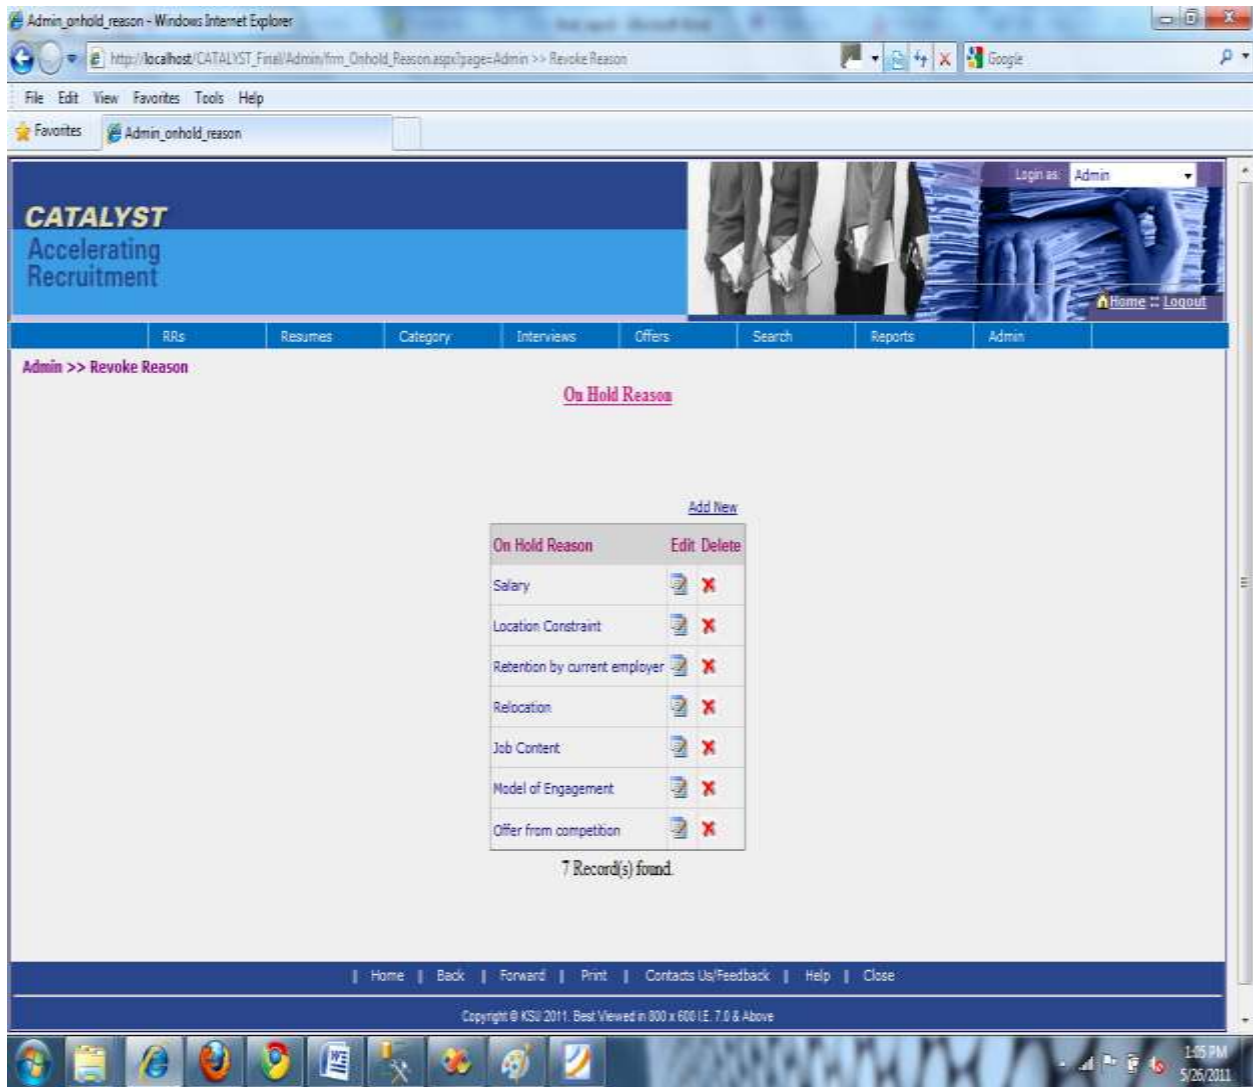 Admin_onhold_reason - Windows Internet Explorer
http://localhost/CATALYST_Final/Admin/frm_Onhold_Reason.aspx?page=Admin >> Revoke Reason
Google
File Edit View Favorites Tools Help
Favorites Admin_onhold_reason
Login as: Admin
CATALYST
Accelerating
Recruitment
Home :: Logout
RRs Resumes Category Interviews Offers Search Reports Admin
Admin >> Revoke Reason
On Hold Reason
Add New
On Hold Reason Edit Delete
Salary
Location Constraint
Retention by current employer
Relocation
Job Content
Model of Engagement
Offer from competition
7 Record(s) found.
| Home | Back | Forward | Print | Contacts Us/Feedback | Help | Close
Copyright © KSU 2011. Best Viewed in 800 x 600 I.E. 7.0 & Above
1:05 PM
5/26/2011